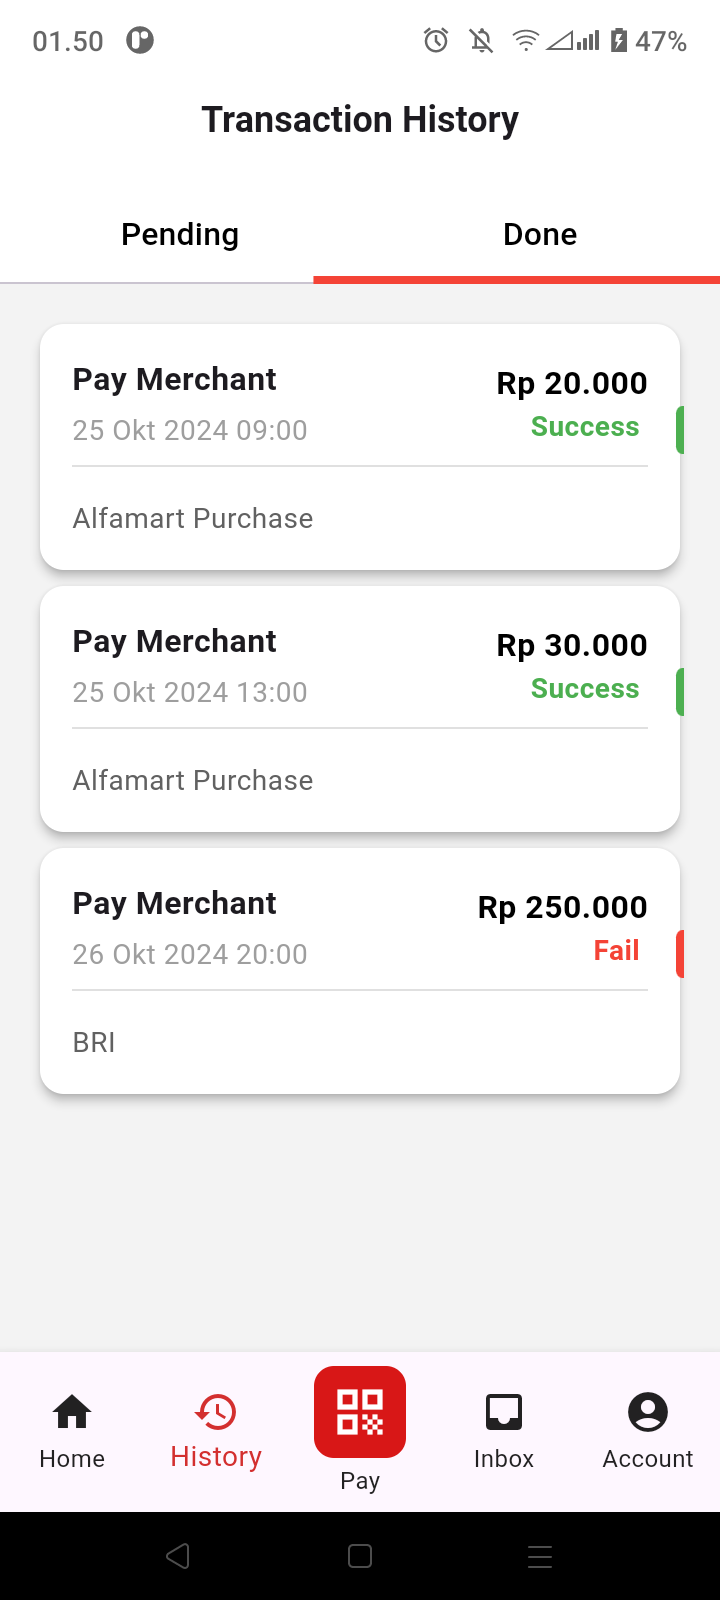 01.50 47%
Transaction History
Pending Done
Pay Merchant Rp 20.000
25 Okt 2024 09:00 Success
Alfamart Purchase
Pay Merchant Rp 30.000
25 Okt 2024 13:00 Success
Alfamart Purchase
Pay Merchant Rp 250.000
26 Okt 2024 20:00 Fail
BRI
Home History Pay Inbox Account